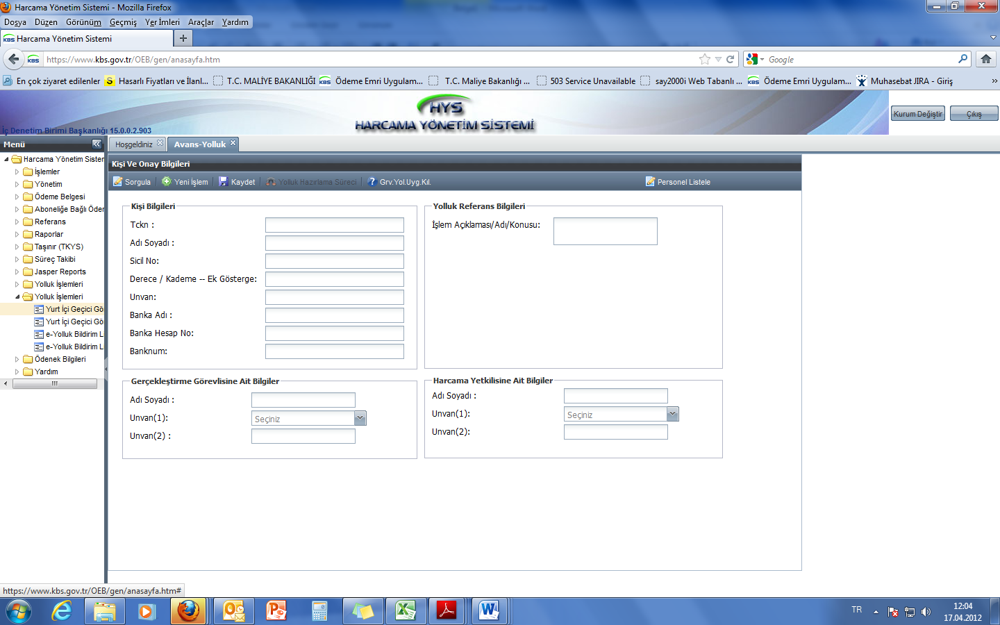 Harcama Yönetim Sistemi - Mozilla Firefox
Dosya Düzen Görünüm Geçmiş Yer İmleri Araçlar Yardım
KBS Harcama Yönetim Sistemi
KBS https://www.kbs.gov.tr/OEB/gen/anasayfa.htm Google
En çok ziyaret edilenler S Hasarlı Fiyatları ve İlanl... T.C. MALİYE BAKANLIĞI KBS Ödeme Emri Uygulam... T.C. Maliye Bakanlığı ... 503 Service Unavailable say2000i Web Tabanlı ... KBS Ödeme Emri Uygulam... Muhasebat JIRA - Giriş »
HYS
HARCAMA YÖNETİM SİSTEMİ
Kurum Değiştir Çıkış
İç Denetim Birimi Başkanlığı 15.0.0.2.903
Menü
Hoşgeldiniz Avans-Yolluk
Harcama Yönetim Sister
İşlemler
Yönetim
Ödeme Belgesi
Aboneliğe Bağlı Öder
Referans
Raporlar
Taşınır (TKYS)
Süreç Takibi
Jasper Reports
Yolluk İşlemleri
Yolluk İşlemleri
Yurt İçi Geçici Gö
Yurt İçi Geçici Gö
e-Yolluk Bildirim Li
e-Yolluk Bildirim Li
Ödenek Bilgileri
Yardım
Kişi Ve Onay Bilgileri
Sorgula Yeni İşlem Kaydet Yolluk Hazırlama Süreci Grv.Yol.Uyg.Kıl. Personel Listele
Kişi Bilgileri
Tckn :
Adı Soyadı :
Sicil No:
Derece / Kademe -- Ek Gösterge:
Unvan:
Banka Adı :
Banka Hesap No:
Banknum:
Yolluk Referans Bilgileri
İşlem Açıklaması/Adı/Konusu:
Gerçekleştirme Görevlisine Ait Bilgiler
Adı Soyadı :
Unvan(1): Seçiniz
Unvan(2) :
Harcama Yetkilisine Ait Bilgiler
Adı Soyadı :
Unvan(1): Seçiniz
Unvan(2):
https://www.kbs.gov.tr/OEB/gen/anasayfa.htm#
TR 12:04
17.04.2012